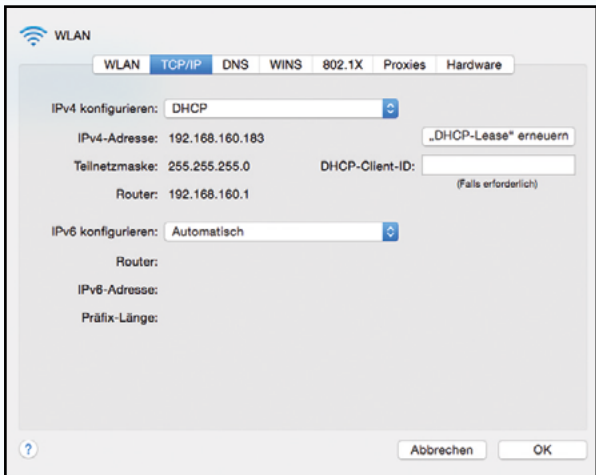 WLAN
WLAN TCP/IP DNS WINS 802.1X Proxies Hardware
IPv4 konfigurieren: DHCP
IPv4-Adresse: 192.168.160.183 „DHCP-Lease“ erneuern
Teilnetzmaske: 255.255.255.0 DHCP-Client-ID:
(Falls erforderlich)
Router: 192.168.160.1
IPv6 konfigurieren: Automatisch
Router:
IPv6-Adresse:
Präfix-Länge:
? Abbrechen OK